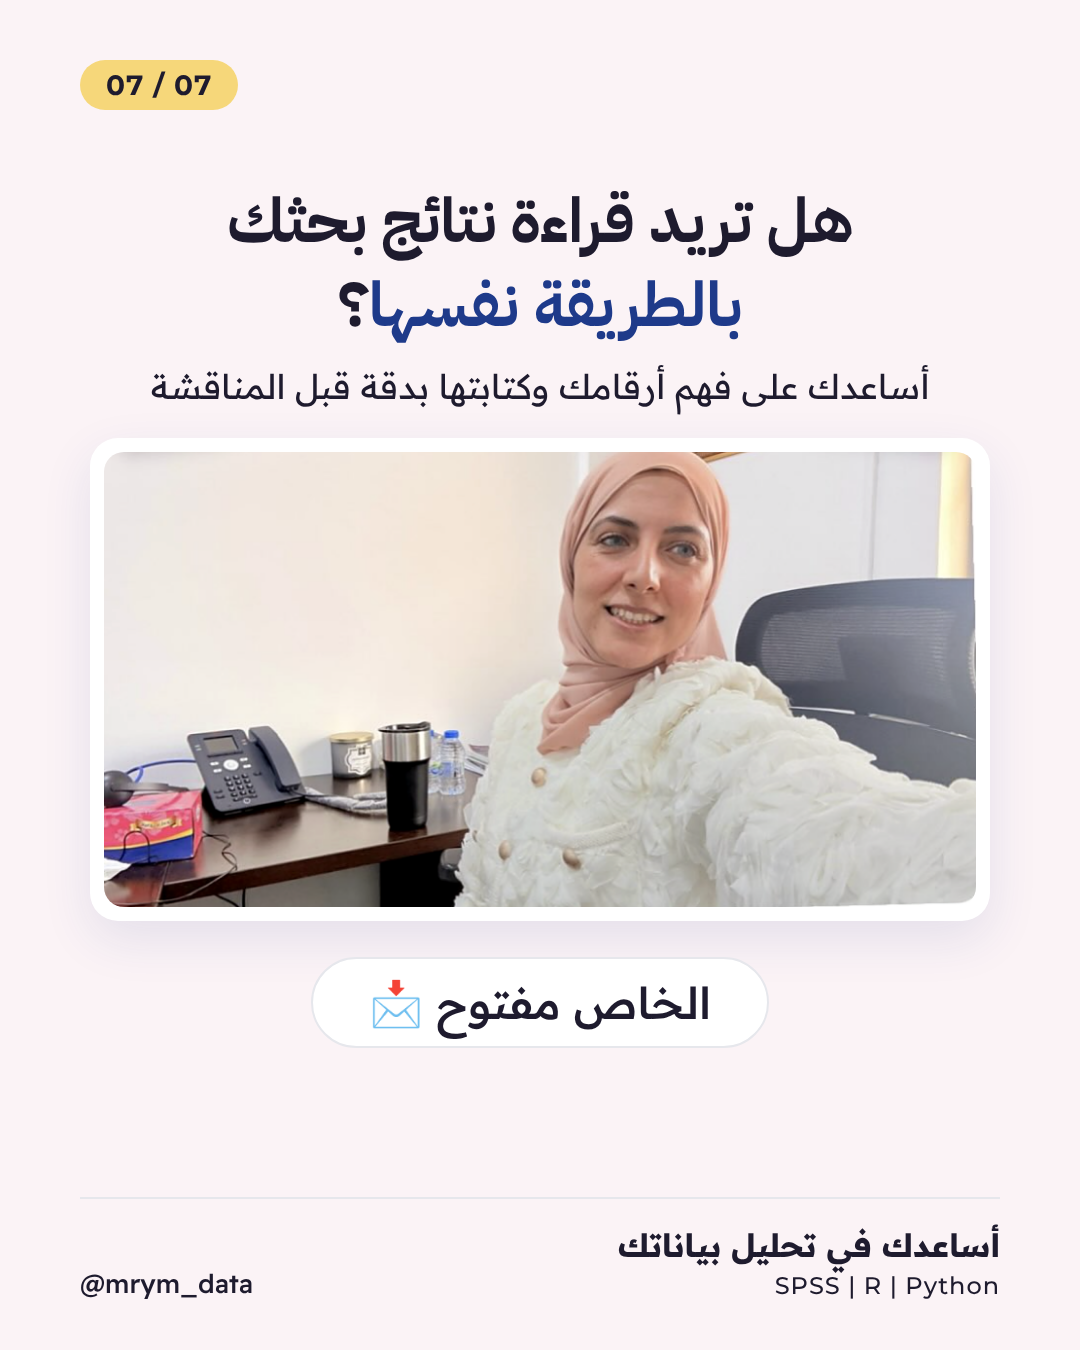 07 / 07
هل تريد قراءة نتائج بحثك
بالطريقة نفسها؟
أساعدك على فهم أرقامك وكتابتها بدقة قبل المناقشة
الخاص مفتوح 📩
أساعدك في تحليل بياناتك
SPSS | R | Python
@mrym_data